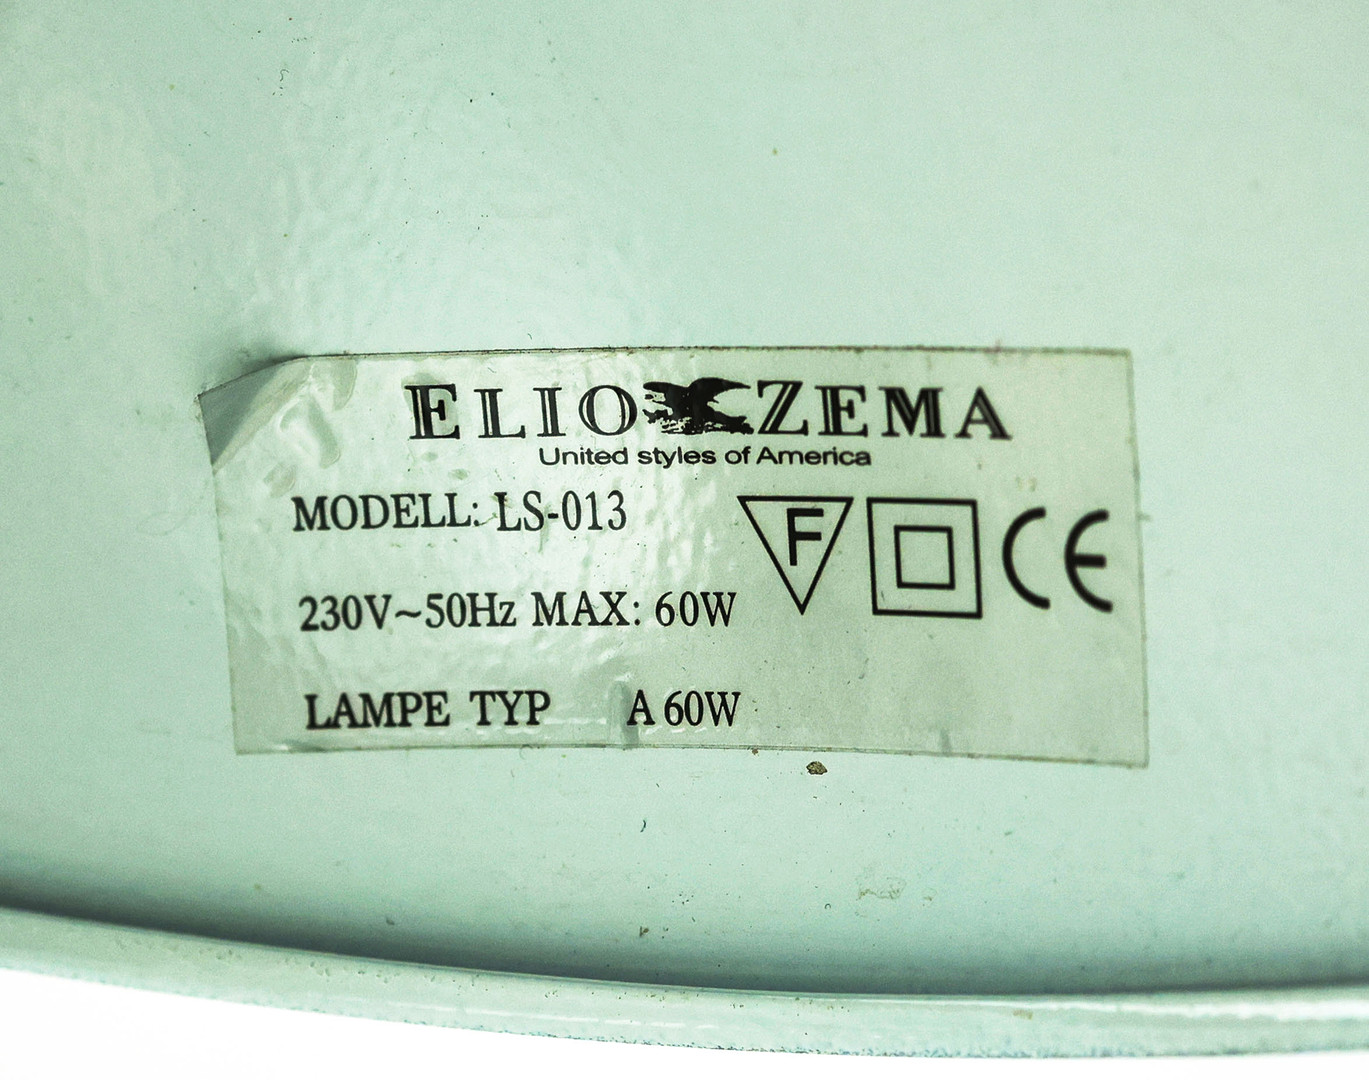 ELIO ZEMA
United styles of America
MODELL: LS-013
F CE
230V~50Hz MAX: 60W
LAMPE TYP A 60W